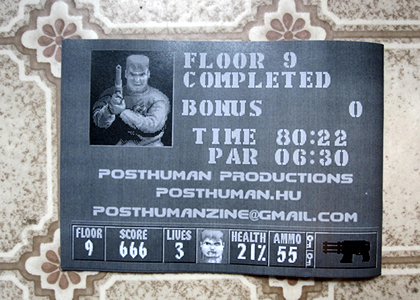 FLOOR 9
COMPLETED
BONUS 0
TIME 80:22
PAR 06:30
POSTHUMAN PRODUCTIONS
POSTHUMAN.HU
POSTHUMANZINE@GMAIL.COM
FLOOR SCORE LIVES HEALTH AMMO
9 666 3 21% 55